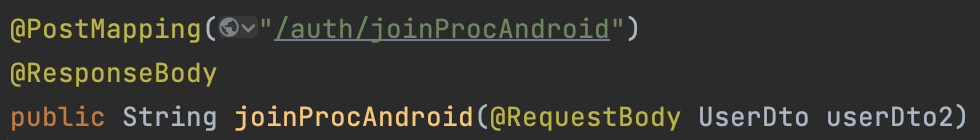 @PostMapping("/auth/joinProcAndroid")
@ResponseBody
public String joinProcAndroid(@RequestBody UserDto userDto2)